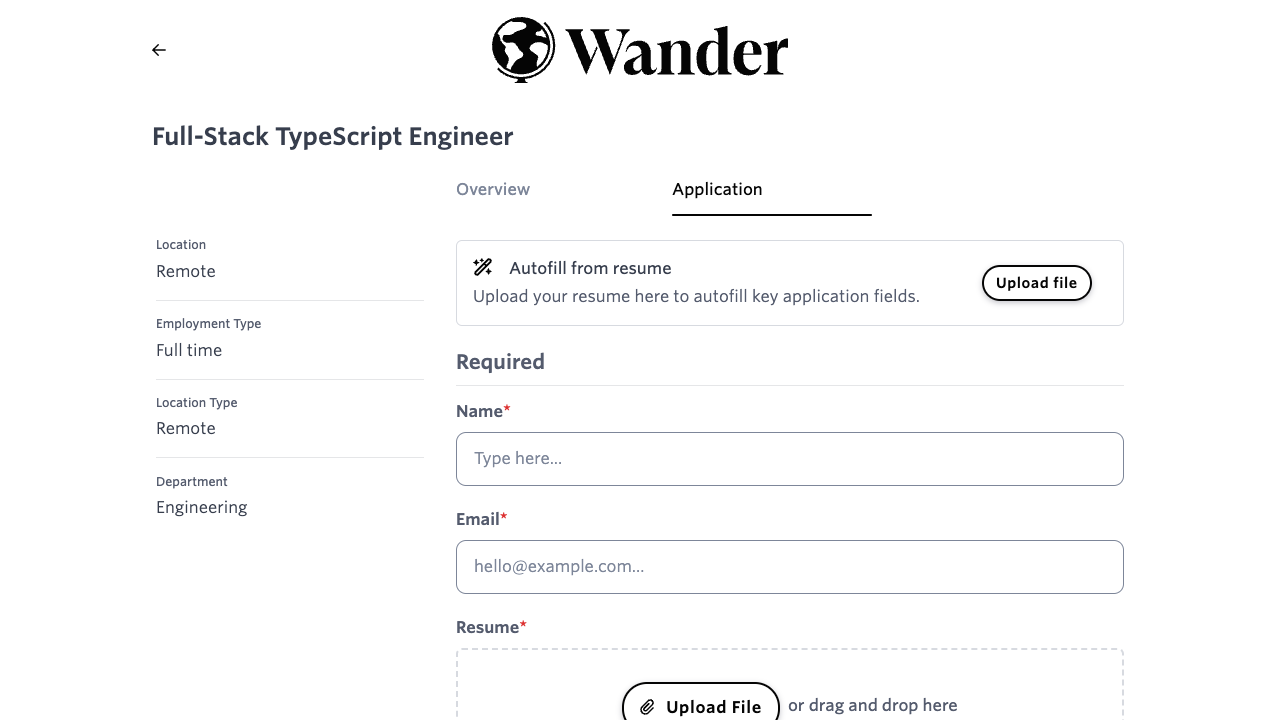 Wander
Full-Stack TypeScript Engineer
Overview
Application
Location
Remote
Employment Type
Full time
Location Type
Remote
Department
Engineering
Autofill from resume
Upload your resume here to autofill key application fields.
Upload file
Required
Name*
Type here...
Email*
hello@example.com...
Resume*
Upload File or drag and drop here